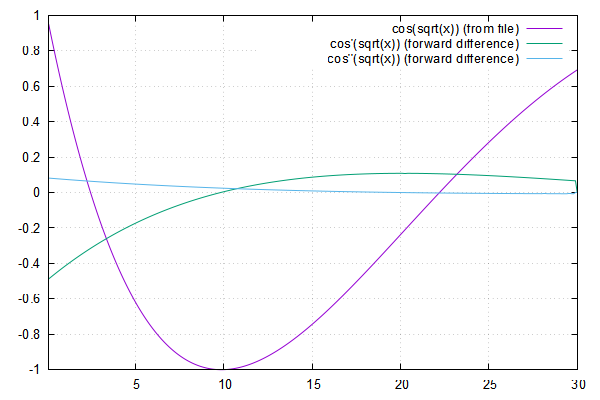 cos(sqrt(x)) (from file)
cos'(sqrt(x)) (forward difference)
cos''(sqrt(x)) (forward difference)
1
0.8
0.6
0.4
0.2
0
-0.2
-0.4
-0.6
-0.8
-1
5 10 15 20 25 30